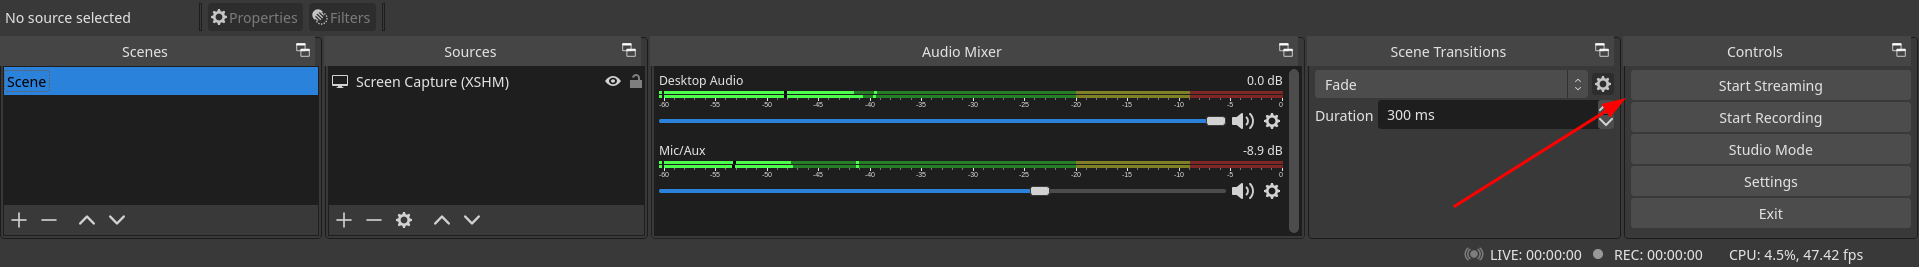 No source selected
Properties
Filters
Scenes
Sources
Audio Mixer
Scene Transitions
Controls
Scene
Screen Capture (XSHM)
Desktop Audio 0.0 dB
-60 -55 -50 -45 -40 -35 -30 -25 -20 -15 -10 -5 0
Mic/Aux -8.9 dB
-60 -55 -50 -45 -40 -35 -30 -25 -20 -15 -10 -5 0
Fade
Duration 300 ms
Start Streaming
Start Recording
Studio Mode
Settings
Exit
LIVE: 00:00:00 REC: 00:00:00 CPU: 4.5%, 47.42 fps